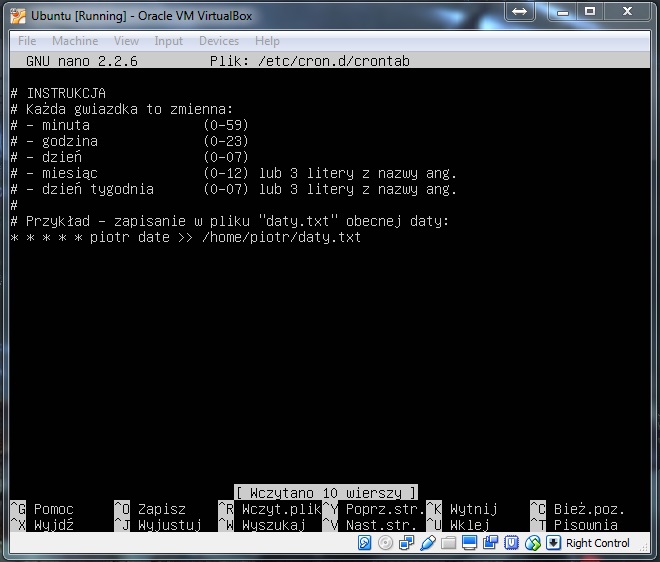 Ubuntu [Running] - Oracle VM VirtualBox
File Machine View Input Devices Help
GNU nano 2.2.6 Plik: /etc/cron.d/crontab
# INSTRUKCJA
# Każda gwiazdka to zmienna:
# - minuta (0-59)
# - godzina (0-23)
# - dzień (0-07)
# - miesiąc (0-12) lub 3 litery z nazwy ang.
# - dzień tygodnia (0-07) lub 3 litery z nazwy ang.
#
# Przykład - zapisanie w pliku "daty.txt" obecnej daty:
* * * * * piotr date >> /home/piotr/daty.txt
[ Wczytano 10 wierszy ]
^G Pomoc ^O Zapisz ^R Wczyt.plik ^Y Poprz.str. ^K Wytnij ^C Bież.poz.
^X Wyjdź ^J Wyjustuj ^W Wyszukaj ^V Nast.str. ^U Wklej ^T Pisownia
Right Control